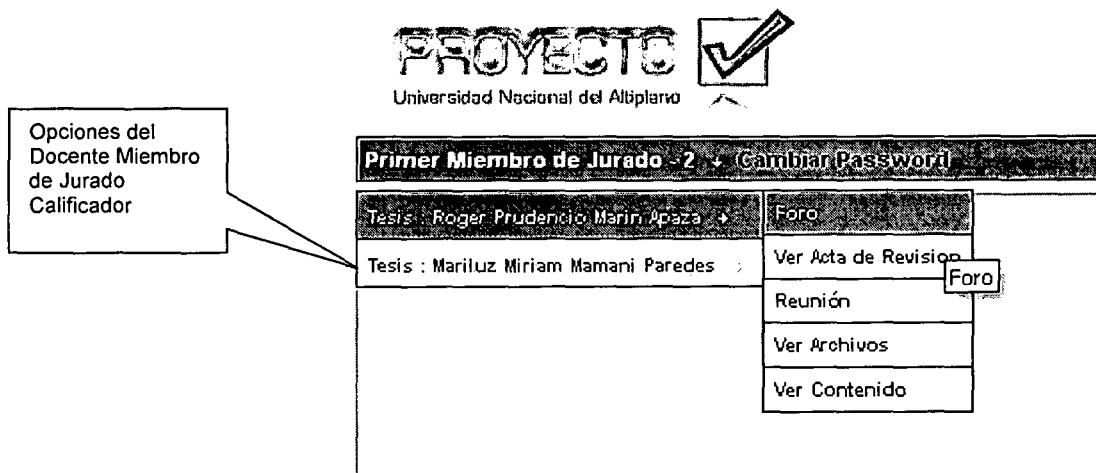 PROYECTO
Universidad Nacional del Altiplano
Opciones del
Docente Miembro
de Jurado
Calificador
Primer Miembro de Jurado - 2 Cambiar Password
Tesis : Roger Prudencio Marin Apaza
Foro
Tesis : Mariluz Miriam Mamani Paredes
Ver Acta de Revision
Foro
Reunión
Ver Archivos
Ver Contenido